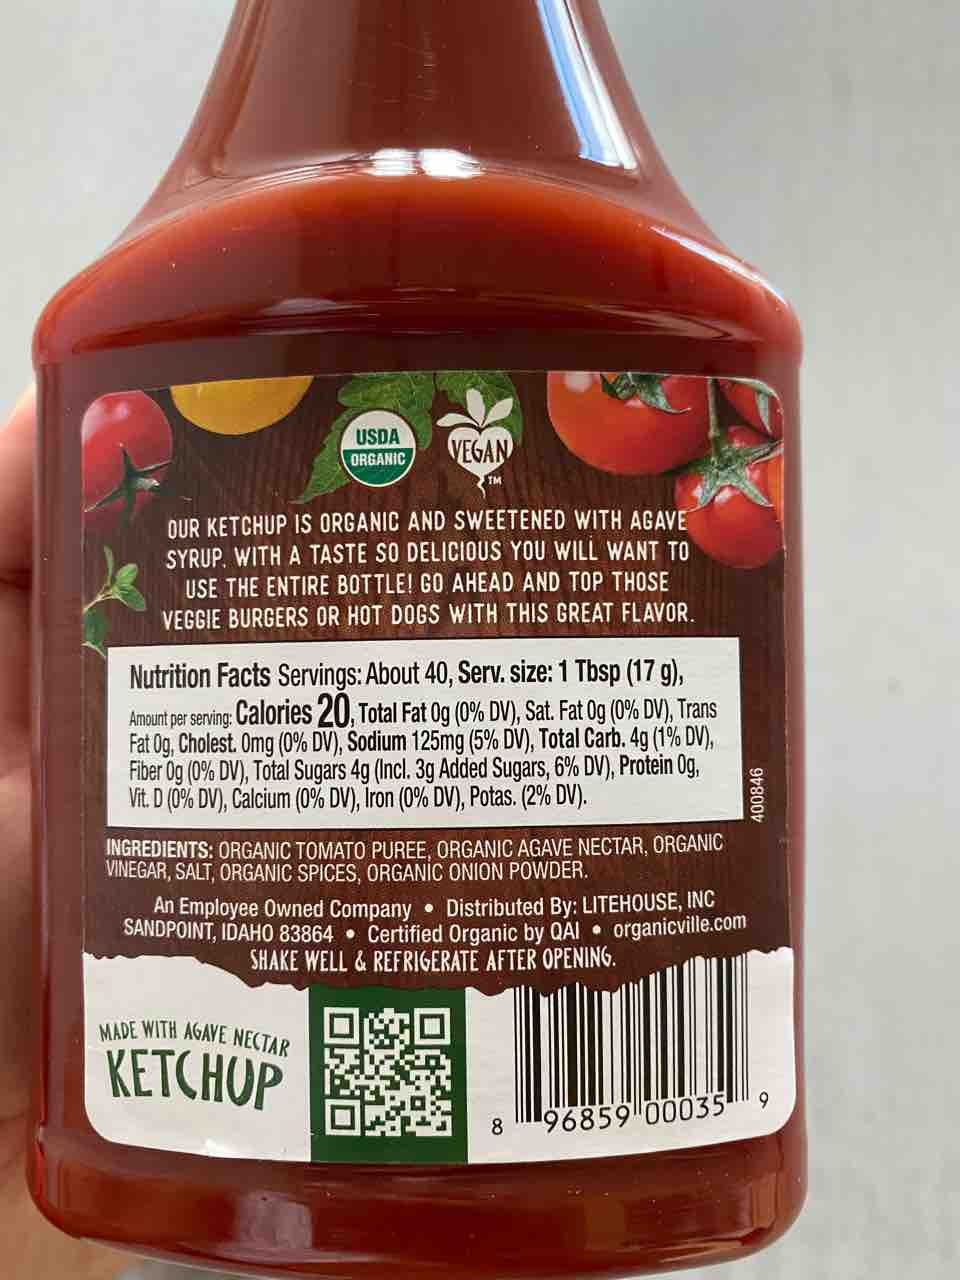 USDA
ORGANIC
VEGAN
TM
OUR KETCHUP IS ORGANIC AND SWEETENED WITH AGAVE
SYRUP, WITH A TASTE SO DELICIOUS YOU WILL WANT TO
USE THE ENTIRE BOTTLE! GO AHEAD AND TOP THOSE
VEGGIE BURGERS OR HOT DOGS WITH THIS GREAT FLAVOR.
Nutrition Facts Servings: About 40, Serv. size: 1 Tbsp (17 g),
Amount per serving: Calories 20, Total Fat 0g (0% DV), Sat. Fat 0g (0% DV), Trans
Fat 0g, Cholest. 0mg (0% DV), Sodium 125mg (5% DV), Total Carb. 4g (1% DV),
Fiber 0g (0% DV), Total Sugars 4g (Incl. 3g Added Sugars, 6% DV), Protein 0g,
Vit. D (0% DV), Calcium (0% DV), Iron (0% DV), Potas. (2% DV).
400846
INGREDIENTS: ORGANIC TOMATO PUREE, ORGANIC AGAVE NECTAR, ORGANIC
VINEGAR, SALT, ORGANIC SPICES, ORGANIC ONION POWDER.
An Employee Owned Company • Distributed By: LITEHOUSE, INC
SANDPOINT, IDAHO 83864 • Certified Organic by QAI • organicville.com
SHAKE WELL & REFRIGERATE AFTER OPENING.
MADE WITH AGAVE NECTAR
KETCHUP
8 96859 00035 9